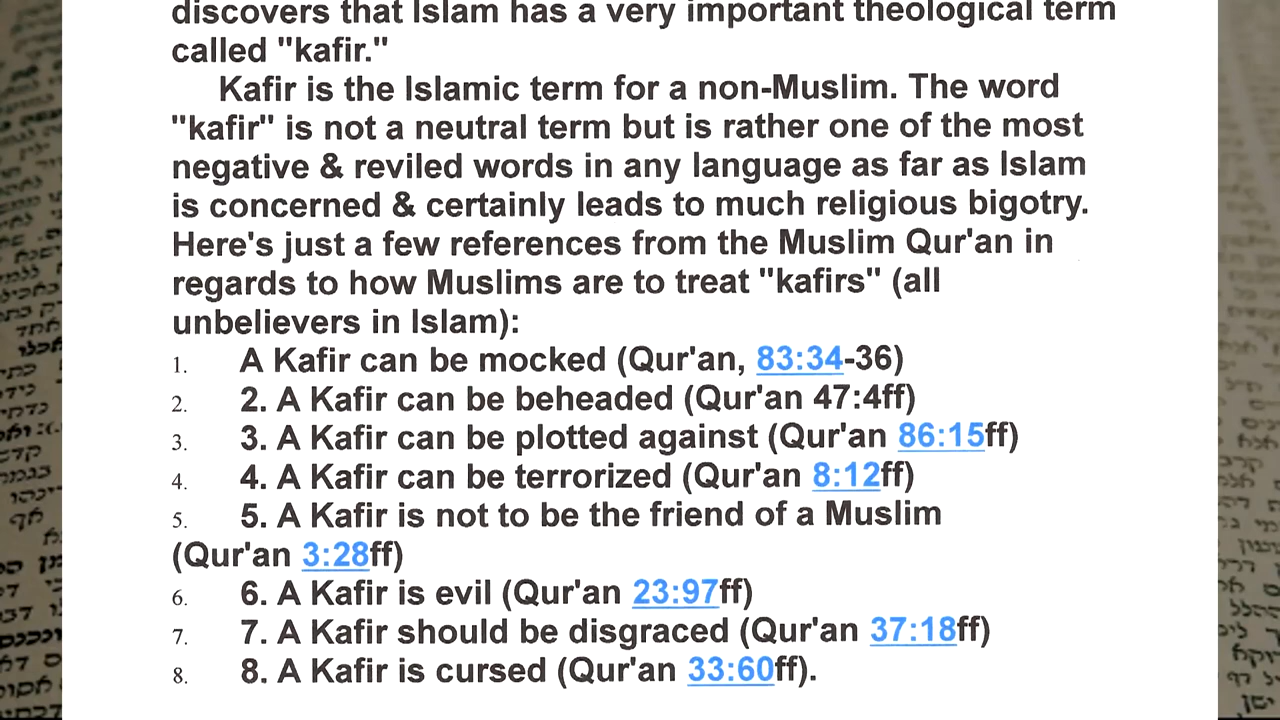 discovers that Islam has a very important theological term
called "kafir."
Kafir is the Islamic term for a non-Muslim. The word
"kafir" is not a neutral term but is rather one of the most
negative & reviled words in any language as far as Islam
is concerned & certainly leads to much religious bigotry.
Here's just a few references from the Muslim Qur'an in
regards to how Muslims are to treat "kafirs" (all
unbelievers in Islam):
1. A Kafir can be mocked (Qur'an, 83:34-36)
2. 2. A Kafir can be beheaded (Qur'an 47:4ff)
3. 3. A Kafir can be plotted against (Qur'an 86:15ff)
4. 4. A Kafir can be terrorized (Qur'an 8:12ff)
5. 5. A Kafir is not to be the friend of a Muslim
(Qur'an 3:28ff)
6. 6. A Kafir is evil (Qur'an 23:97ff)
7. 7. A Kafir should be disgraced (Qur'an 37:18ff)
8. 8. A Kafir is cursed (Qur'an 33:60ff).